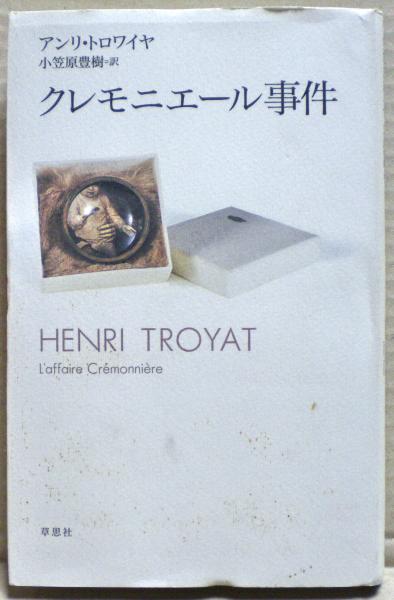 アンリ・トロワイヤ
小笠原豊樹=訳
クレモニエール事件
HENRI TROYAT
L'affaire Crémonnière
草思社